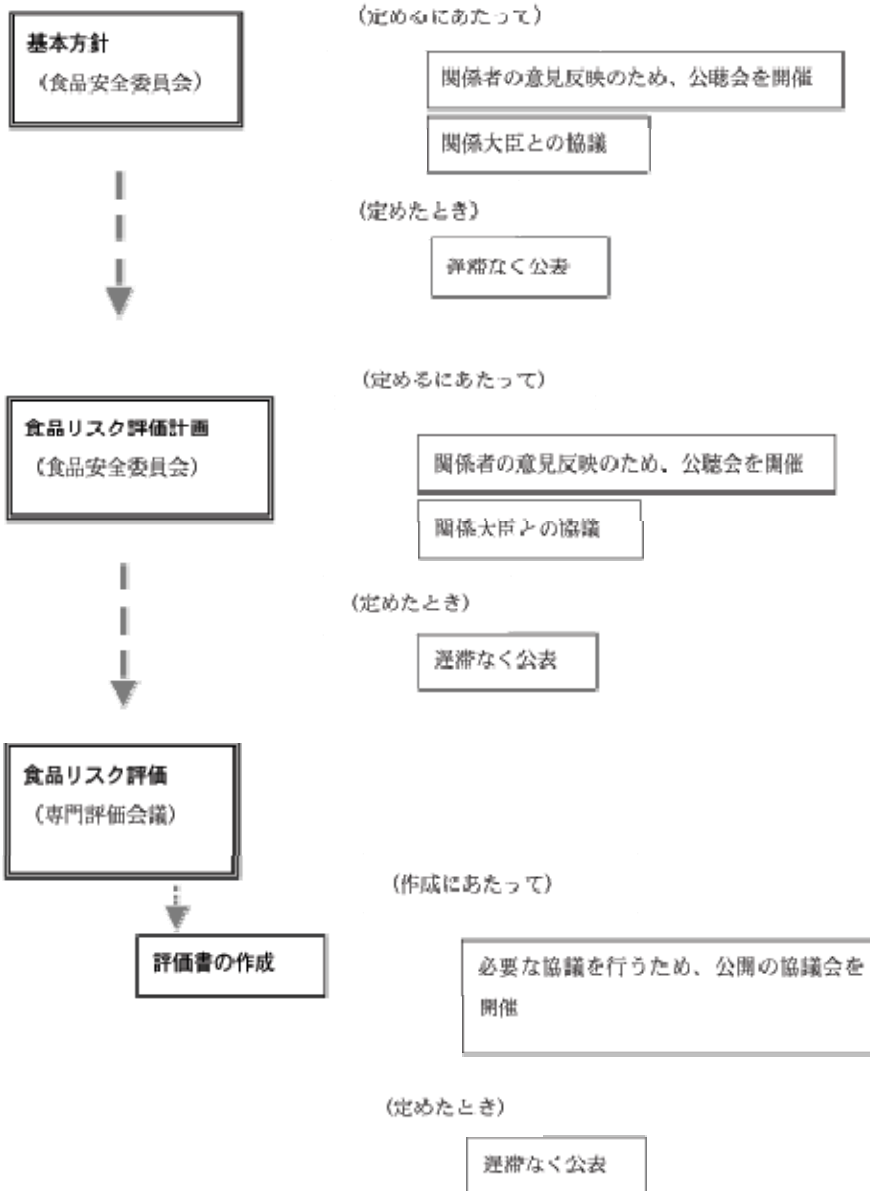 (定めるにあたって)
基本方針
(食品安全委員会)
関係者の意見反映のため、公聴会を開催
関係大臣との協議
(定めたとき)
遅滞なく公表
(定めるにあたって)
食品リスク評価計画
(食品安全委員会)
関係者の意見反映のため、公聴会を開催
関係大臣との協議
(定めたとき)
遅滞なく公表
食品リスク評価
(専門評価会議)
(作成にあたって)
評価書の作成
必要な協議を行うため、公開の協議会を
開催
(定めたとき)
遅滞なく公表